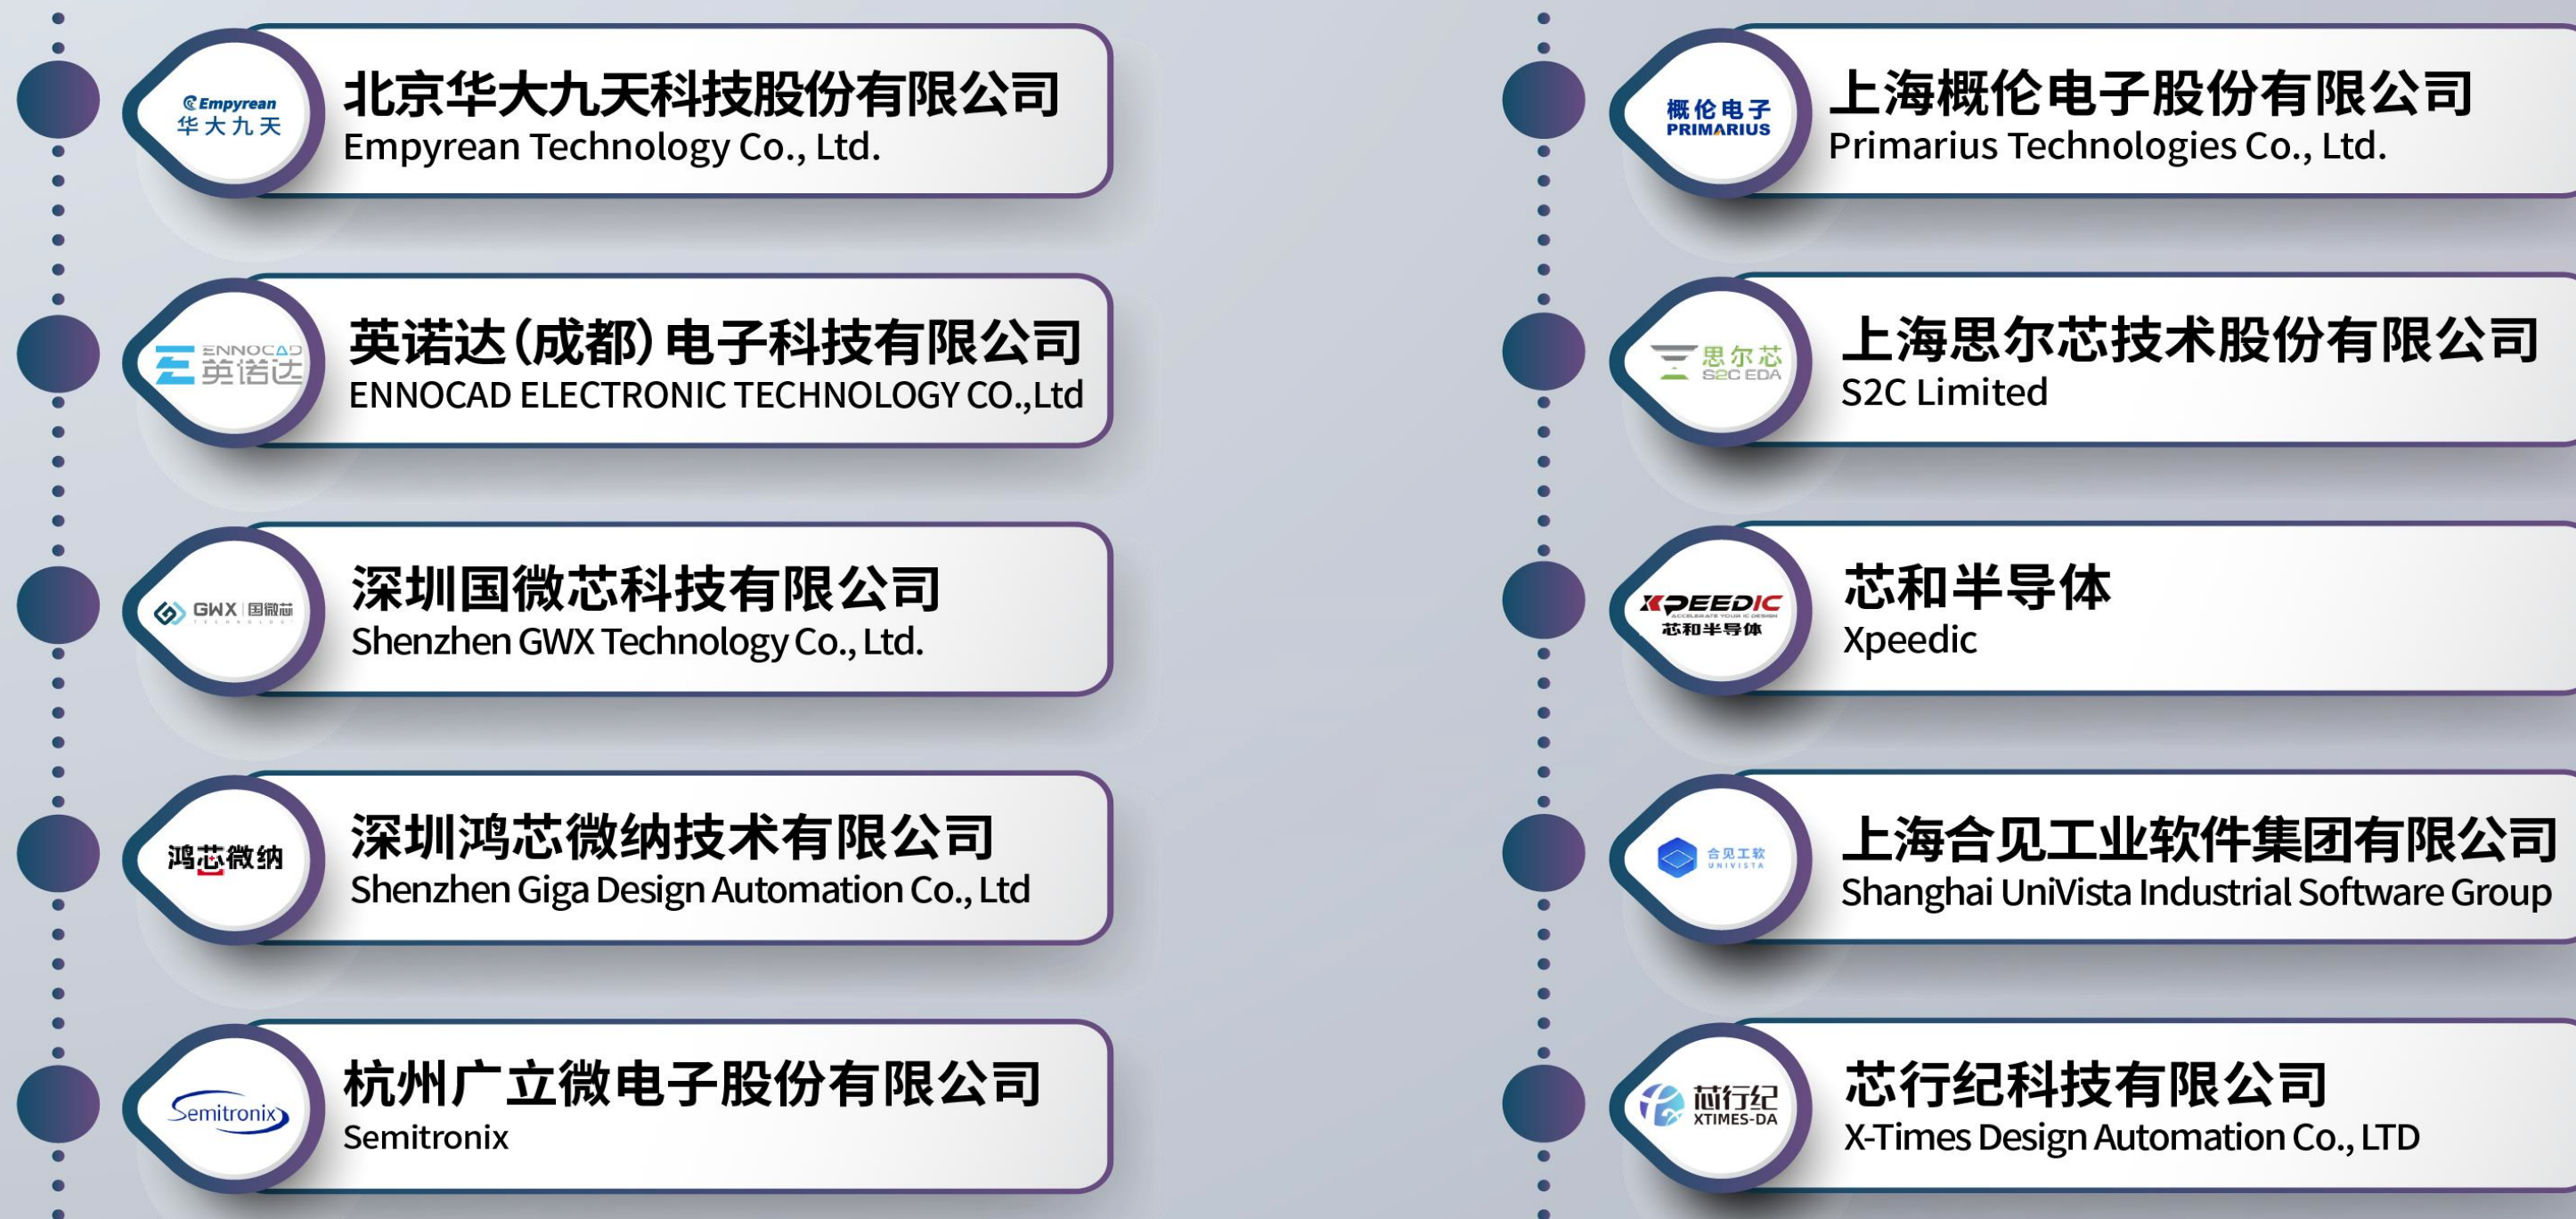 Empyrean
华大九天
北京华大九天科技股份有限公司
Empyrean Technology Co., Ltd.
ENNOCAD
英诺达
英诺达(成都)电子科技有限公司
ENNOCAD ELECTRONIC TECHNOLOGY CO.,Ltd
GWX 国微芯
TECHNOLOGY
深圳国微芯科技有限公司
Shenzhen GWX Technology Co., Ltd.
鸿芯微纳
深圳鸿芯微纳技术有限公司
Shenzhen Giga Design Automation Co., Ltd
Semitronix
杭州广立微电子股份有限公司
Semitronix
概伦电子
PRIMARIUS
上海概伦电子股份有限公司
Primarius Technologies Co., Ltd.
思尔芯
S2C EDA
上海思尔芯技术股份有限公司
S2C Limited
XPEEDIC
ACCELERATE YOUR IC DESIGN
芯和半导体
芯和半导体
Xpeedic
合见工软
UNIVISTA
上海合见工业软件集团有限公司
Shanghai UniVista Industrial Software Group
芯行纪
XTIMES-DA
芯行纪科技有限公司
X-Times Design Automation Co., LTD